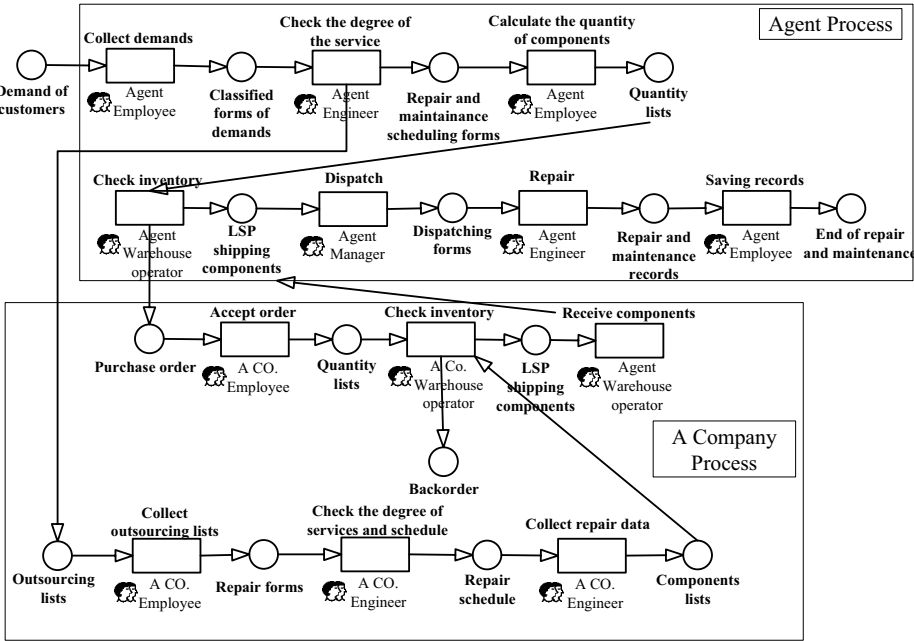 Agent Process
Collect demands
Check the degree of
the service
Calculate the quantity
of components
Demand of
customers
Agent
Employee
Classified
forms of
demands
Agent
Engineer
Repair and
maintainance
scheduling forms
Agent
Employee
Quantity
lists
Check inventory
Dispatch
Repair
Saving records
Agent
Warehouse
operator
LSP
shipping
components
Agent
Manager
Dispatching
forms
Agent
Engineer
Repair and
maintenance
records
Agent
Employee
End of repair
and maintenance
Accept order
Check inventory
Receive components
Purchase order
A CO.
Employee
Quantity
lists
A Co.
Warehouse
operator
LSP
shipping
components
Agent
Warehouse
operator
A Company
Process
Backorder
Collect
outsourcing lists
Check the degree of
services and schedule
Collect repair data
Outsourcing
lists
A CO.
Employee
Repair forms
A CO.
Engineer
Repair
schedule
A CO.
Engineer
Components
lists